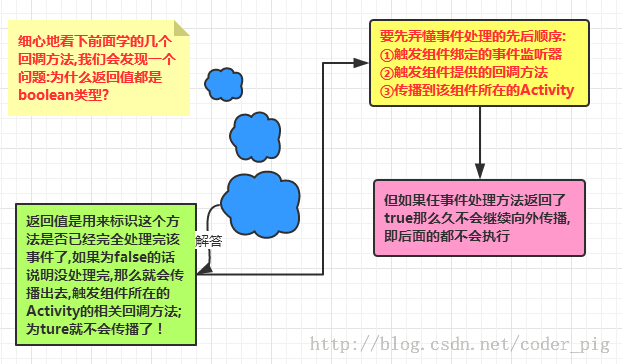 细心地看下前面学的几个
回调方法,我们会发现一个
问题:为什么返回值都是
boolean类型?
要先弄懂事件处理的先后顺序:
①触发组件绑定的事件监听器
②触发组件提供的回调方法
③传播到该组件所在的Activity
但如果任事件处理方法返回了
true那么久不会继续向外传播,
即后面的都不会执行
返回值是用来标识这个方
法是否已经完全处理完该
事件了,如果为false的话
说明没处理完,那么就会传
播出去,触发组件所在的
Activity的相关回调方法;
为ture就不会传播了！
解答
http://blog.csdn.net/coder_pig